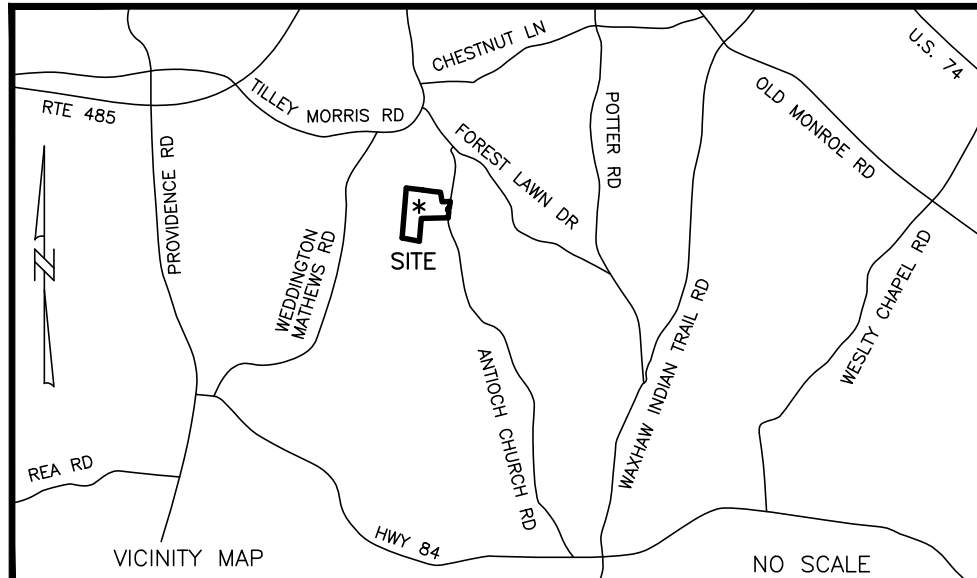 CHESTNUT LN
U.S. 74
RTE 485
TILLEY MORRIS RD
OLD MONROE RD
POTTER RD
FOREST LAWN DR
PROVIDENCE RD
N
*
SITE
WEDDINGTON
MATHEWS RD
WESLTY CHAPEL RD
WAXHAW INDIAN TRAIL RD
ANTIOCH CHURCH RD
REA RD
HWY 84
VICINITY MAP
NO SCALE